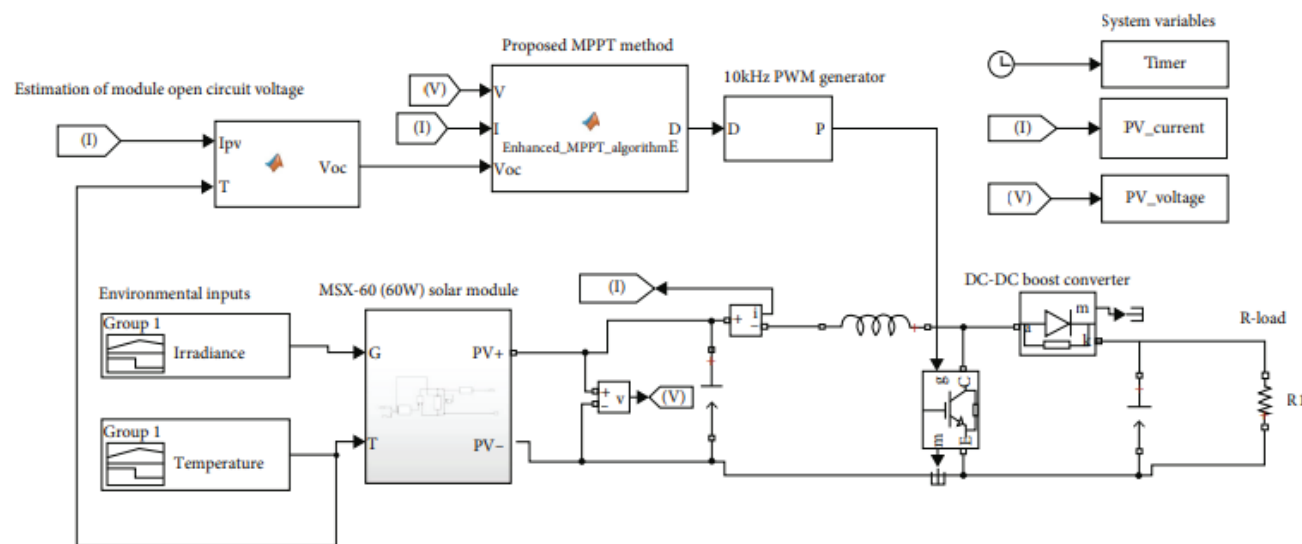 System variables
Timer
(I)
PV_current
(V)
PV_voltage
Proposed MPPT method
(V)
V
(I)
I
D
Enhanced_MPPT_algorithmE
Voc
10kHz PWM generator
D
P
Estimation of module open circuit voltage
(I)
Ipv
Voc
T
Environmental inputs
Group 1
Irradiance
Group 1
Temperature
MSX-60 (60W) solar module
G
PV+
T
PV−
(I)
+
i
−
+
−
v
(V)
+
+
g
C
m
E
DC-DC boost converter
a
m
k
+
R-load
+
R1